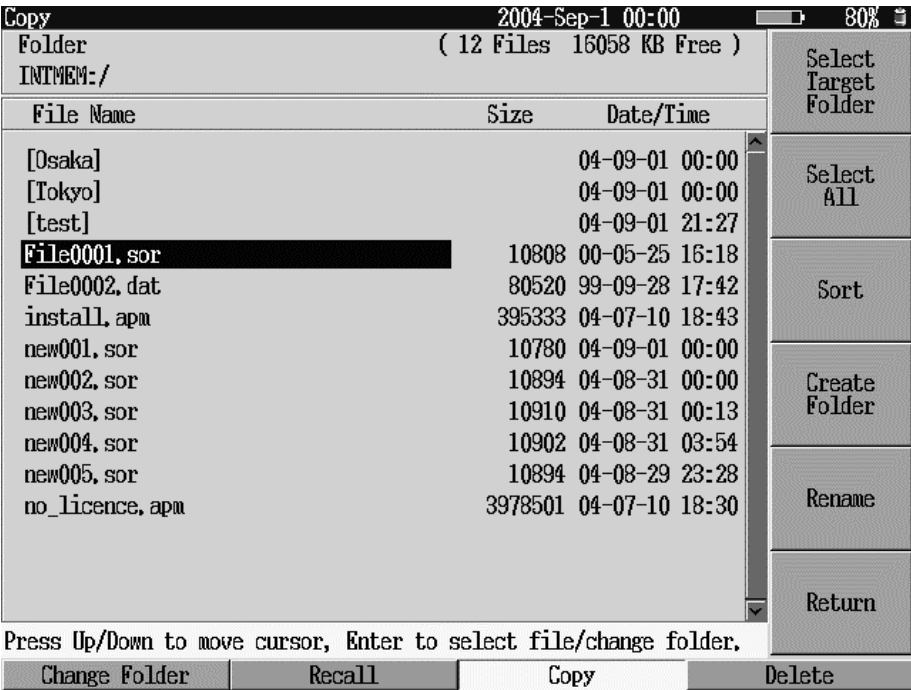 Copy 2004-Sep-1 00:00 80%
Folder ( 12 Files 16058 KB Free )
INTMEM:/
File Name Size Date/Time
[Osaka] 04-09-01 00:00
[Tokyo] 04-09-01 00:00
[test] 04-09-01 21:27
File0001.sor 10808 00-05-25 16:18
File0002.dat 80520 99-09-28 17:42
install.apm 395333 04-07-10 18:43
new001.sor 10780 04-09-01 00:00
new002.sor 10894 04-08-31 00:00
new003.sor 10910 04-08-31 00:13
new004.sor 10902 04-08-31 03:54
new005.sor 10894 04-08-29 23:28
no_licence.apm 3978501 04-07-10 18:30
Press Up/Down to move cursor, Enter to select file/change folder.
Select
Target
Folder
Select
All
Sort
Create
Folder
Rename
Return
Change Folder Recall Copy Delete